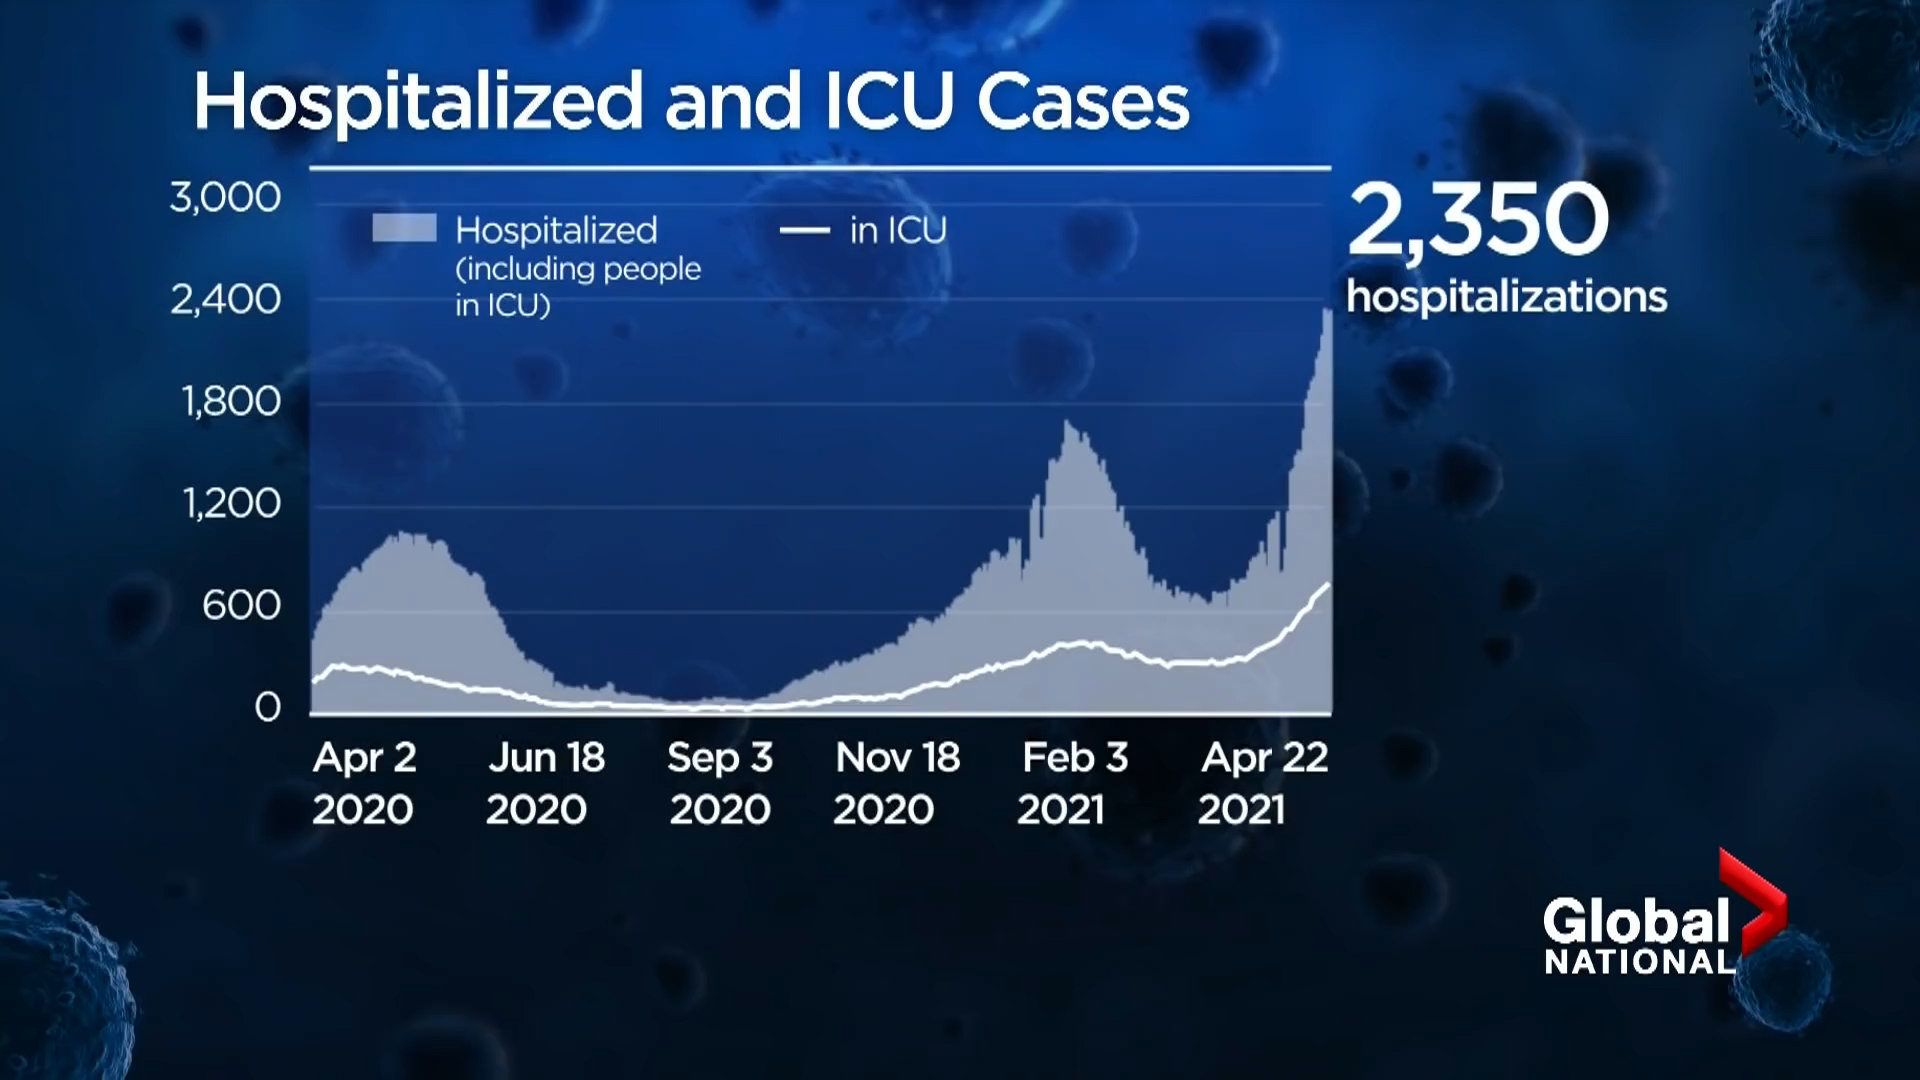 Hospitalized and ICU Cases
3,000
2,400
1,800
1,200
600
0
Hospitalized
(including people
in ICU)
in ICU
2,350
hospitalizations
Apr 2
2020
Jun 18
2020
Sep 3
2020
Nov 18
2020
Feb 3
2021
Apr 22
2021
Global
NATIONAL